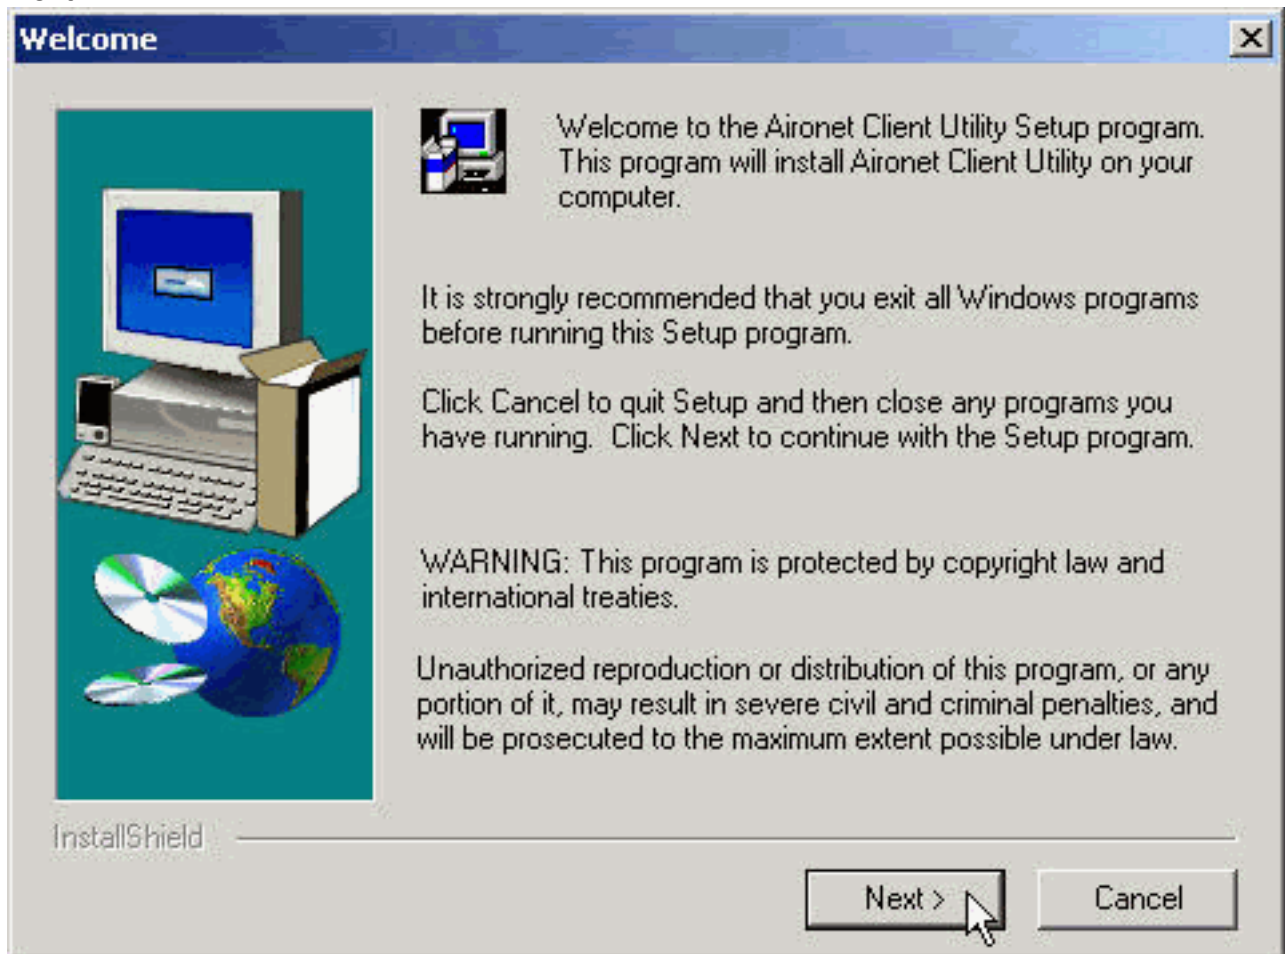 Welcome
Welcome to the Aironet Client Utility Setup program.
This program will install Aironet Client Utility on your
computer.
It is strongly recommended that you exit all Windows programs
before running this Setup program.
Click Cancel to quit Setup and then close any programs you
have running.  Click Next to continue with the Setup program.
WARNING: This program is protected by copyright law and
international treaties.
Unauthorized reproduction or distribution of this program, or any
portion of it, may result in severe civil and criminal penalties, and
will be prosecuted to the maximum extent possible under law.
InstallShield
Next >
Cancel